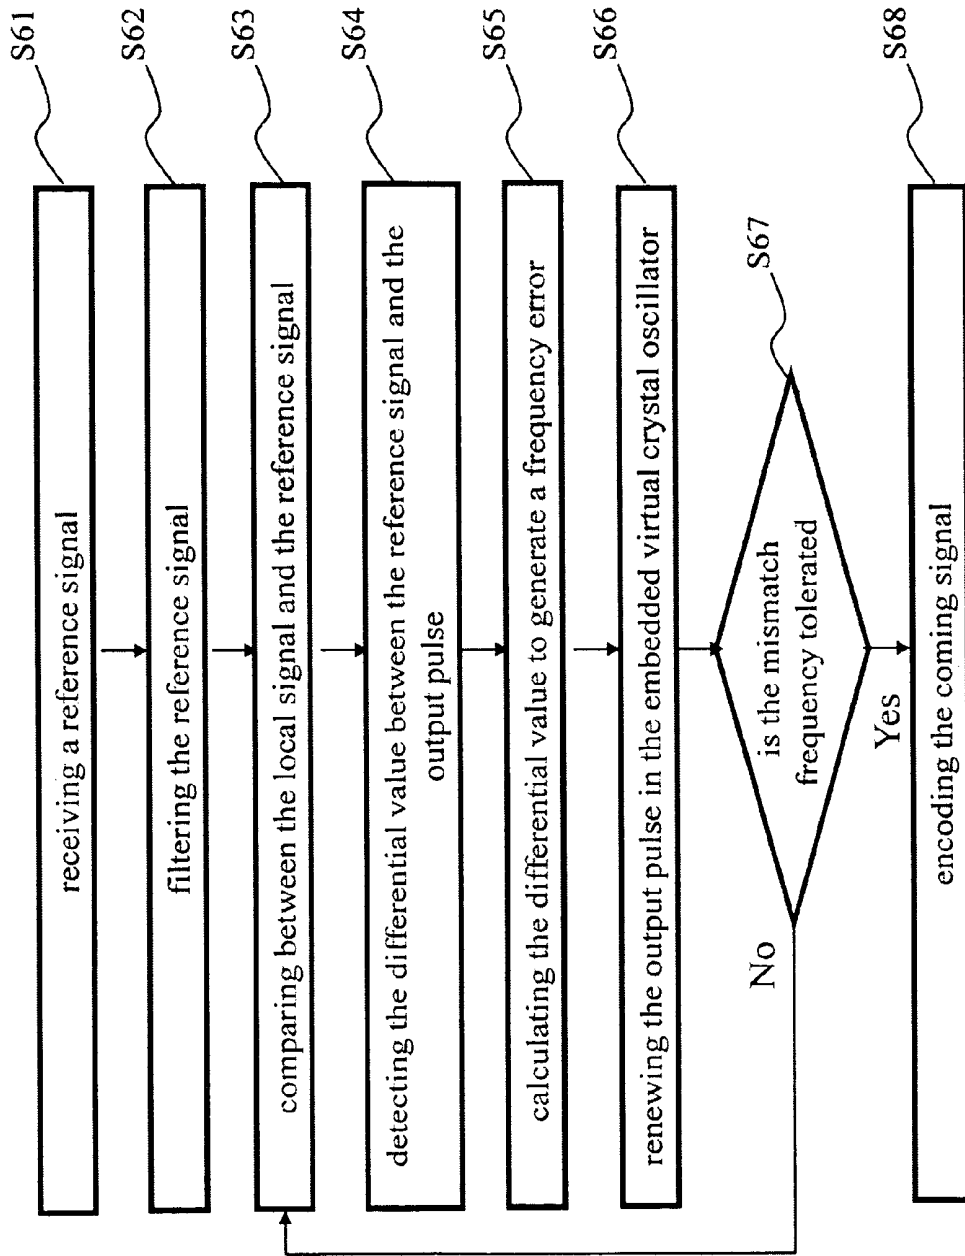 S61
receiving a reference signal
S62
filtering the reference signal
S63
comparing between the local signal and the reference signal
S64
detecting the differential value between the reference signal and the
output pulse
S65
calculating the differential value to generate a frequency error
S66
renewing the output pulse in the embedded virtual crystal oscillator
S67
is the mismatch
frequency tolerated
No
Yes
S68
encoding the coming signal